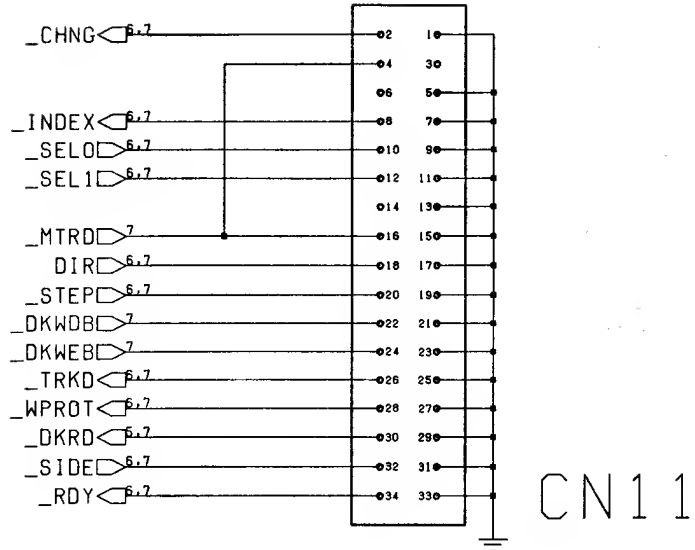 _CHNG 6,7 2 1
4 3
6 5
_INDEX 6,7 8 7
_SEL0 6,7 10 9
_SEL1 6,7 12 11
14 13
_MTRD 7 16 15
DIR 6,7 18 17
_STEP 6,7 20 19
_DKWDB 7 22 21
_DKWEB 7 24 23
_TRKD 6,7 26 25
_WPROT 6,7 28 27
_DKRD 6,7 30 29
_SIDE 6,7 32 31
_RDY 6,7 34 33
CN11